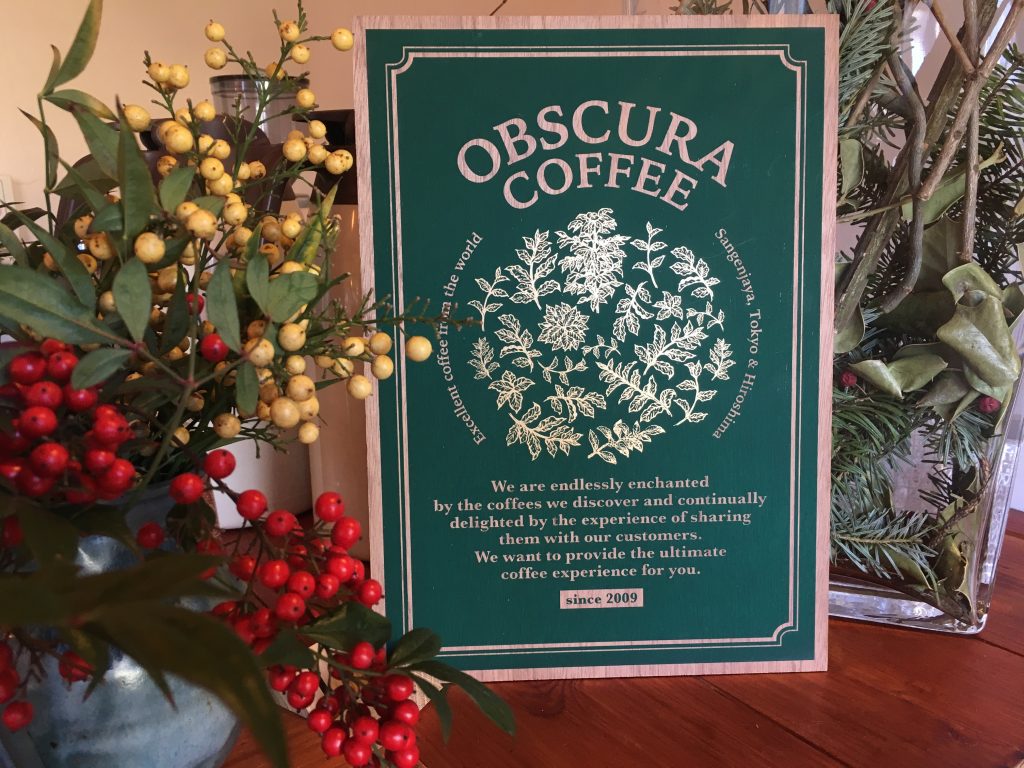 OBSCURA
COFFEE
Excellent coffee from the world
Sangenjaya, Tokyo & Hiroshima
We are endlessly enchanted
by the coffees we discover and continually
delighted by the experience of sharing
them with our customers.
We want to provide the ultimate
coffee experience for you.
since 2009